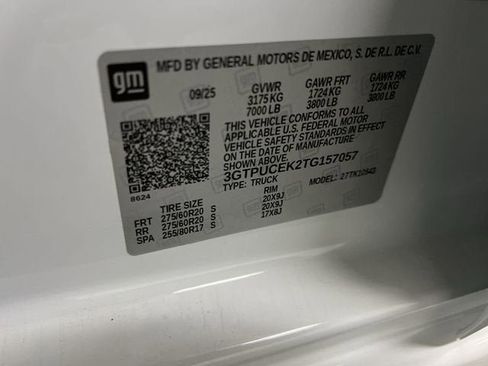 gm
MFD BY GENERAL MOTORS DE MEXICO, S. DE R.L. DE C.V.
09/25 GVWR GAWR FRT GAWR RR
3175 KG 1724 KG 1724 KG
7000 LB 3800 LB 3800 LB
THIS VEHICLE CONFORMS TO ALL
APPLICABLE U.S. FEDERAL MOTOR
VEHICLE SAFETY STANDARDS IN EFFECT
ON THE DATE OF MANUFACTURE
SHOWN ABOVE.
3GTPUCEK2TG157057
TYPE: TRUCK MODEL:
8624
TIRE SIZE RIM
FRT 275/60R20 S 20X9J
RR 275/60R20 S 20X9J
SPA 255/80R17 S 17X8J